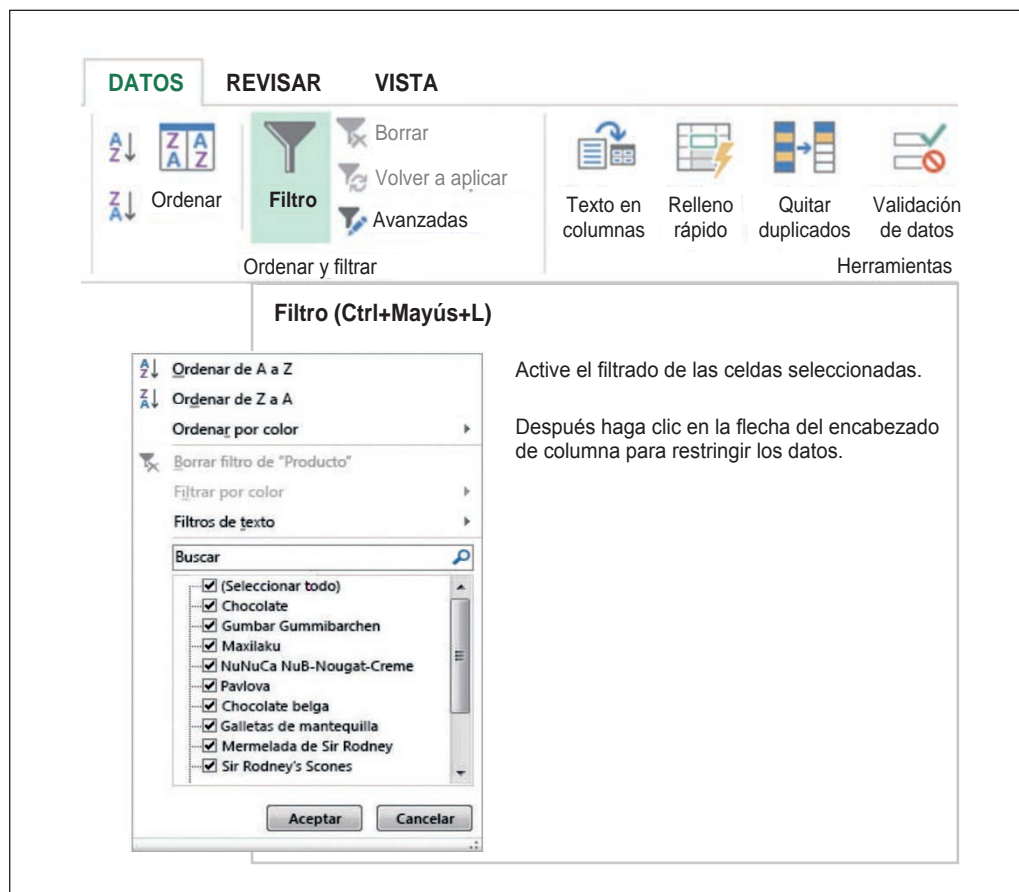 DATOS REVISAR VISTA
Ordenar
Filtro
Borrar
Volver a aplicar
Avanzadas
Ordenar y filtrar
Texto en
columnas
Relleno
rápido
Quitar
duplicados
Validación
de datos
Herramientas
Filtro (Ctrl+Mayús+L)
Active el filtrado de las celdas seleccionadas.
Después haga clic en la flecha del encabezado
de columna para restringir los datos.
Ordenar de A a Z
Ordenar de Z a A
Ordenar por color
Borrar filtro de "Producto"
Filtrar por color
Filtros de texto
Buscar
(Seleccionar todo)
Chocolate
Gumbar Gummibarchen
Maxilaku
NuNuCa NuB-Nougat-Creme
Pavlova
Chocolate belga
Galletas de mantequilla
Mermelada de Sir Rodney
Sir Rodney's Scones
Aceptar Cancelar